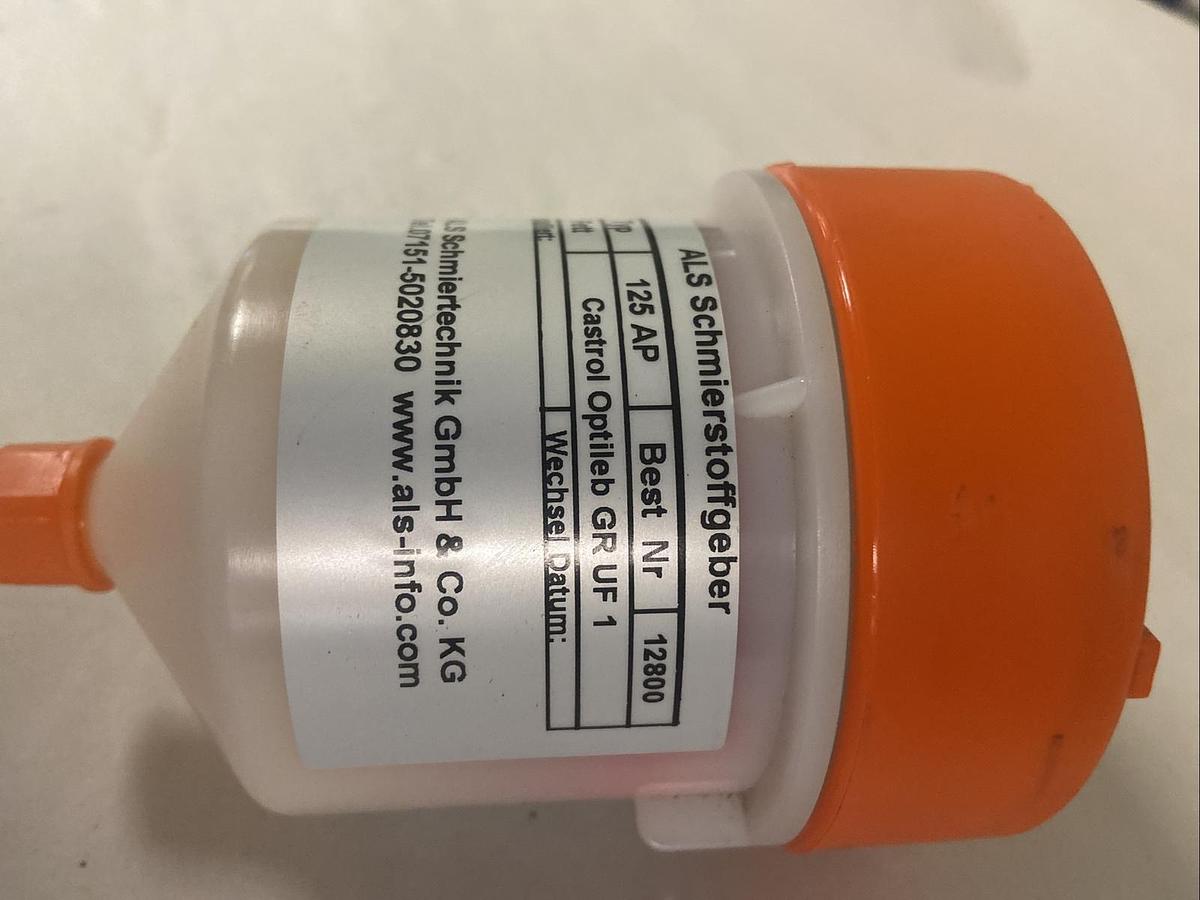 ALS Schmierstoffgeber
125 AP Best Nr 12800
Castrol Optileb GR UF 1
Wechsel Datum:
ALS Schmiertechnik GmbH & Co. KG
07151-5020830 www.als-info.com